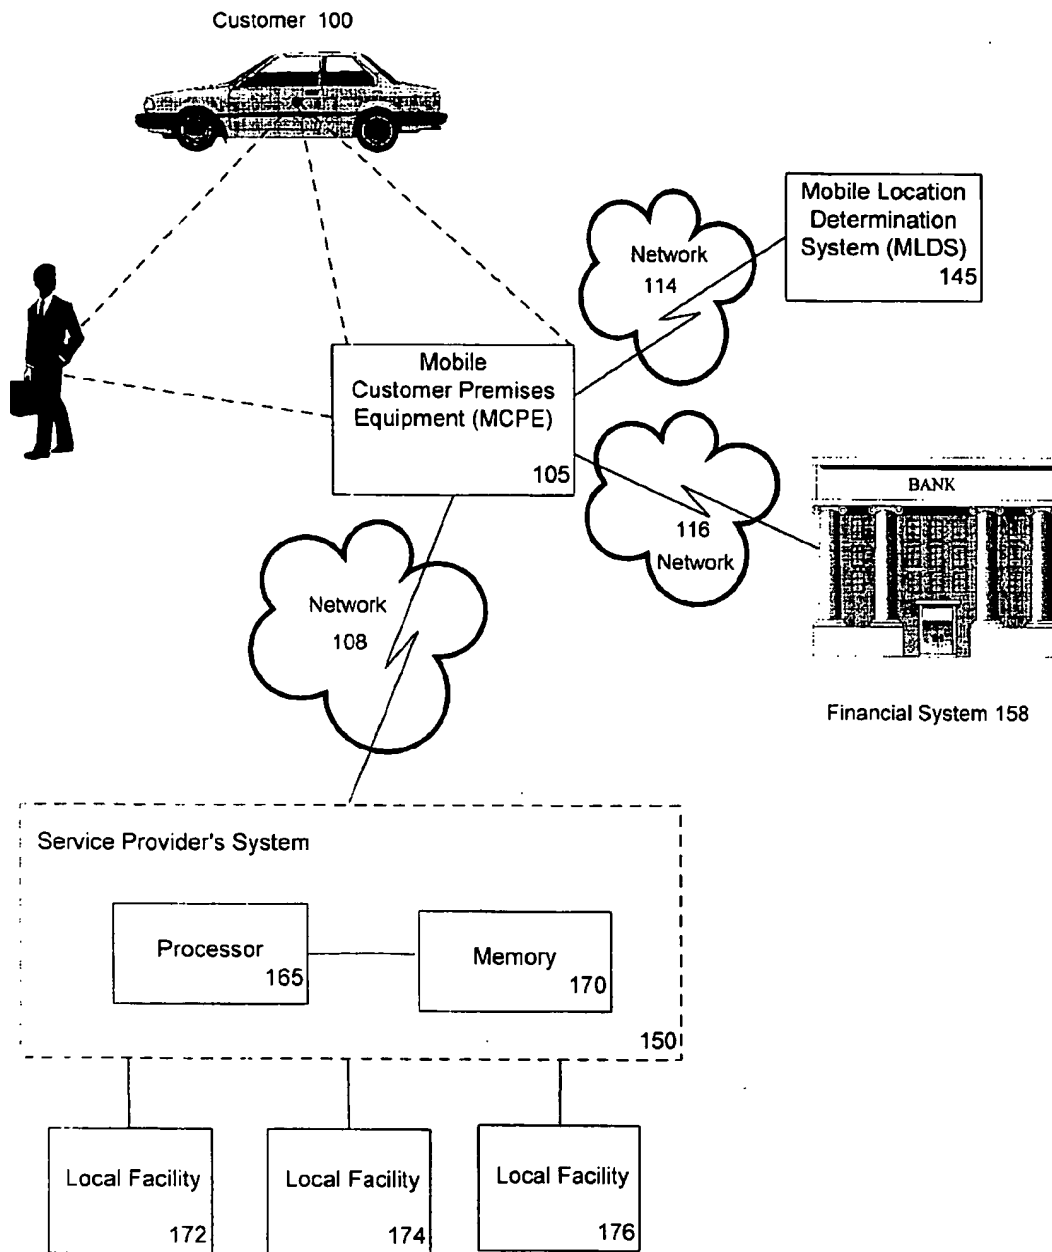 Customer 100
Mobile Location
Determination
System (MLDS)
145
Network
114
Mobile
Customer Premises
Equipment (MCPE)
105
BANK
116
Network
Network
108
Financial System 158
Service Provider's System
Processor
165
Memory
170
150
Local Facility
172
Local Facility
174
Local Facility
176